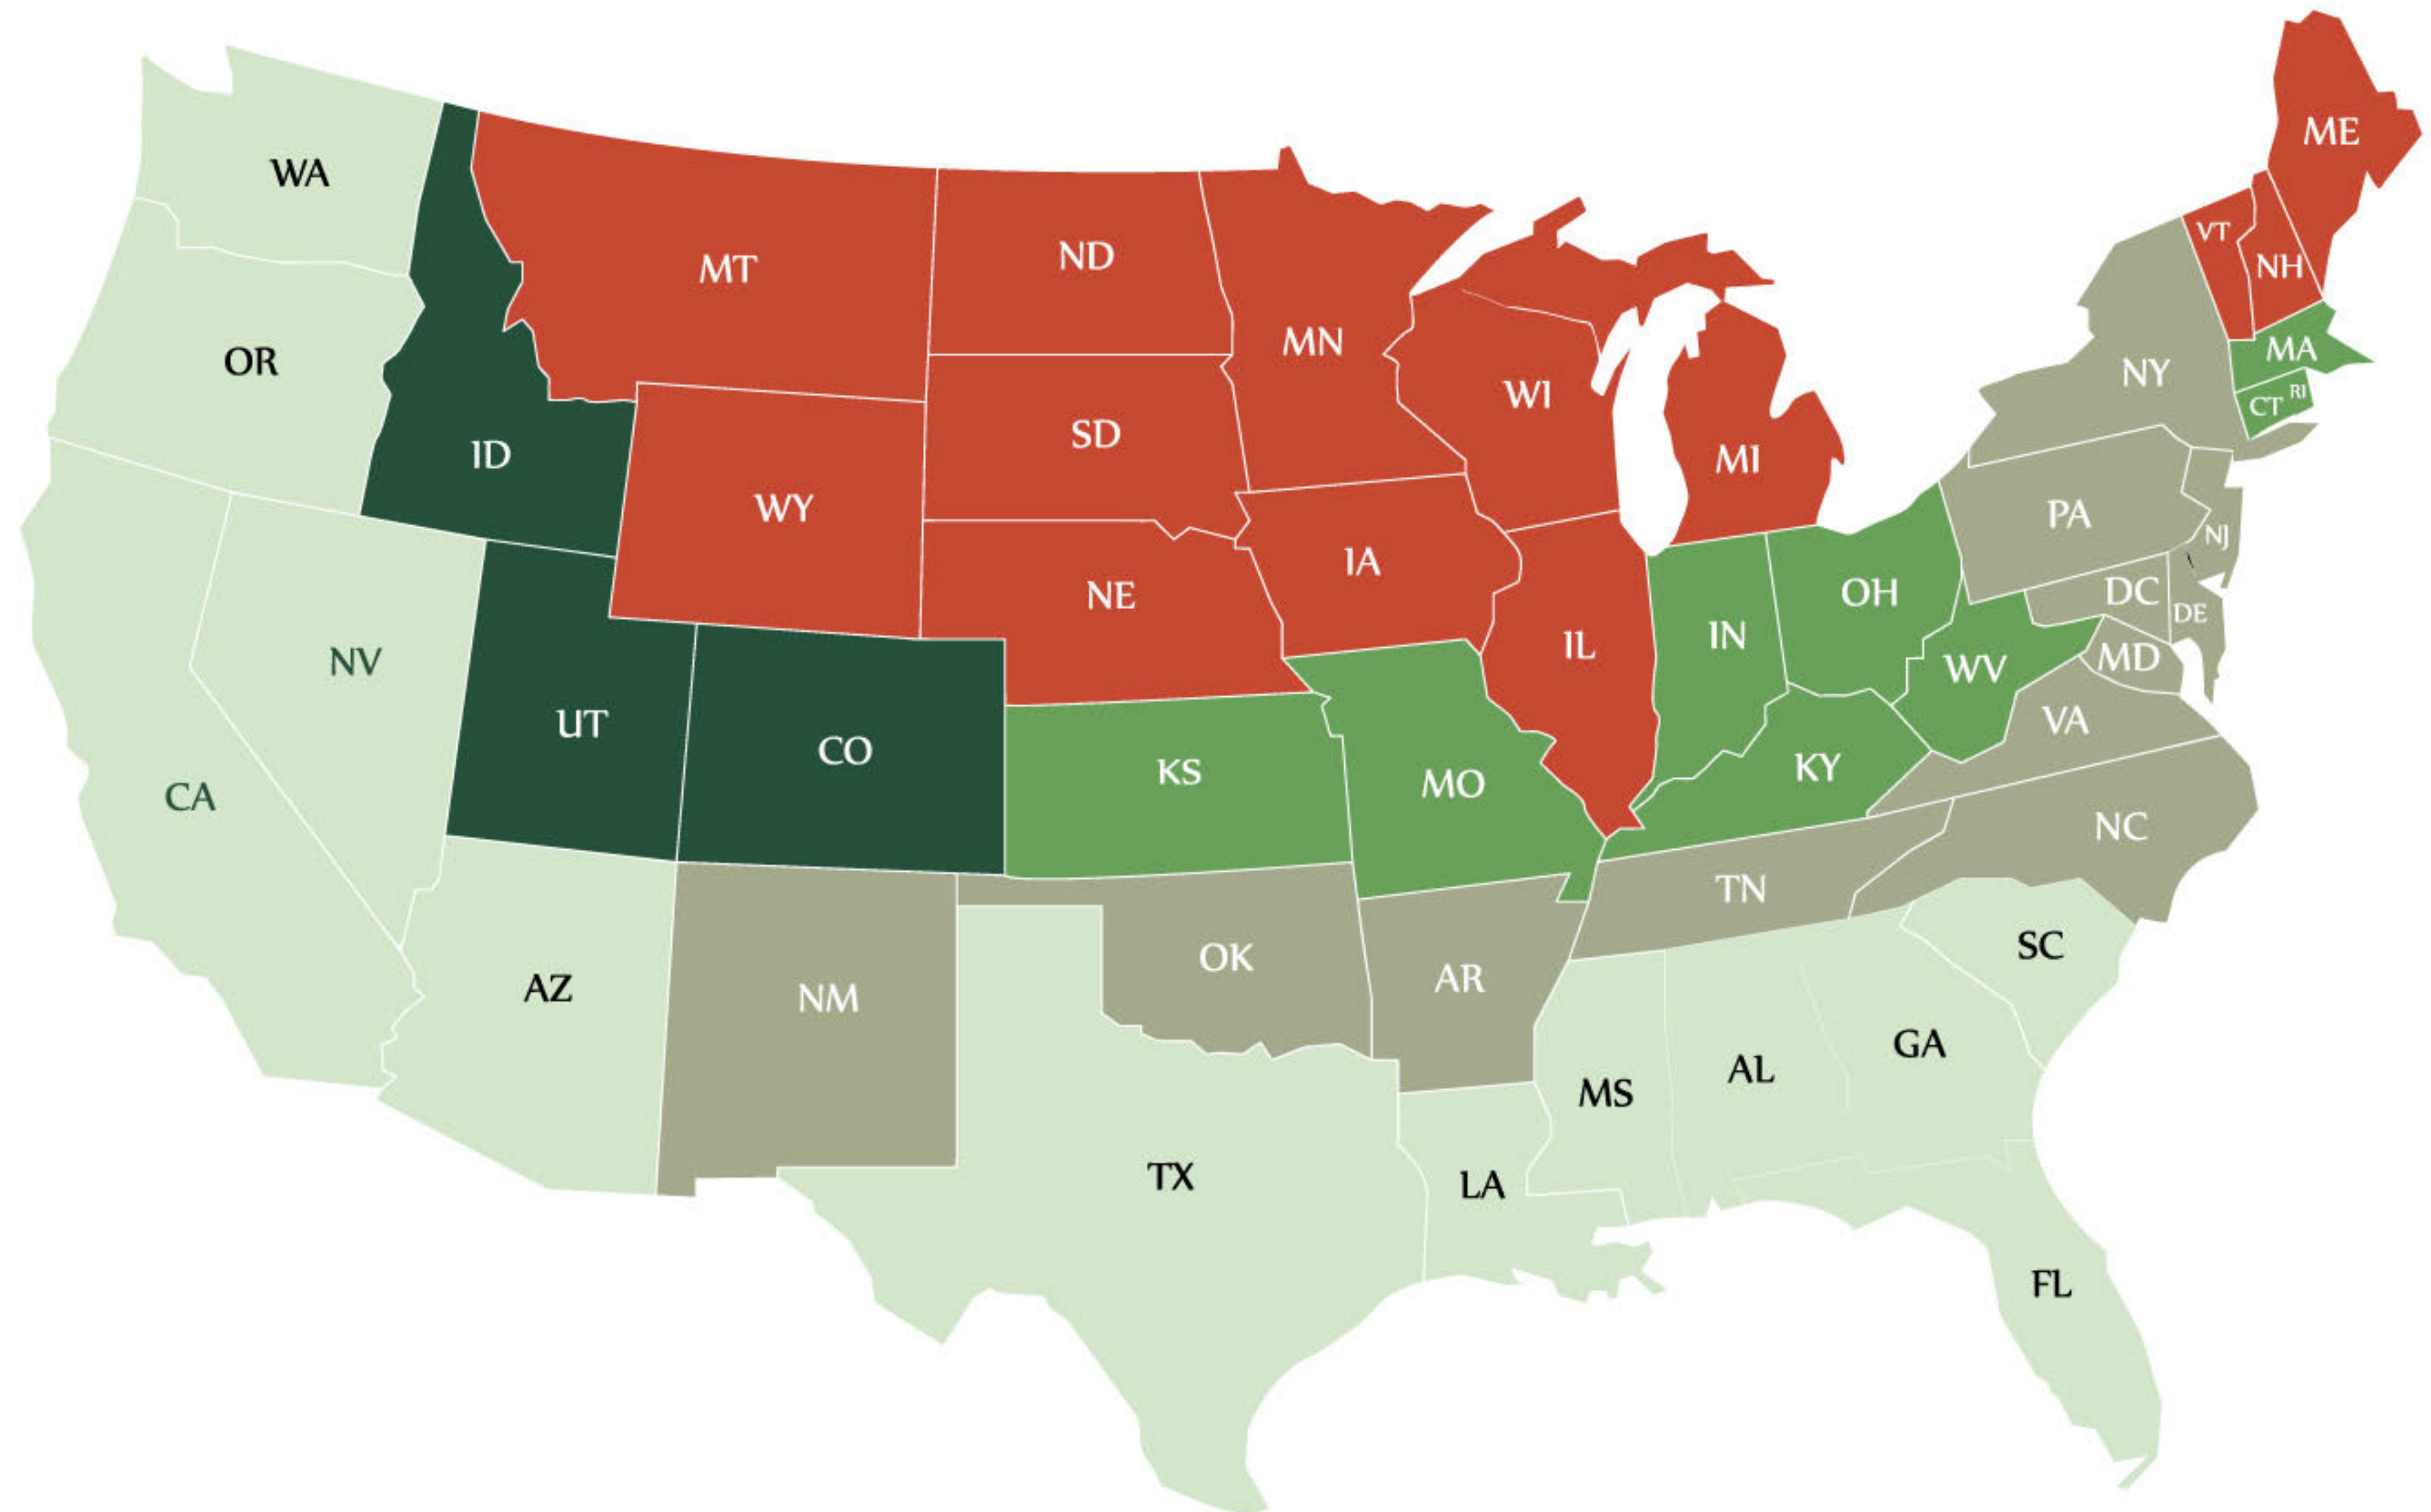 ME
WA
VT
MT
ND
NH
MN
MA
OR
NY
WI
RI
CT
SD
ID
MI
WY
PA
NJ
IA
OH
DC
NE
DE
IN
IL
NV
MD
WV
VA
UT
CO
KY
KS
MO
CA
NC
TN
SC
OK
AR
AZ
NM
GA
AL
MS
TX
LA
FL